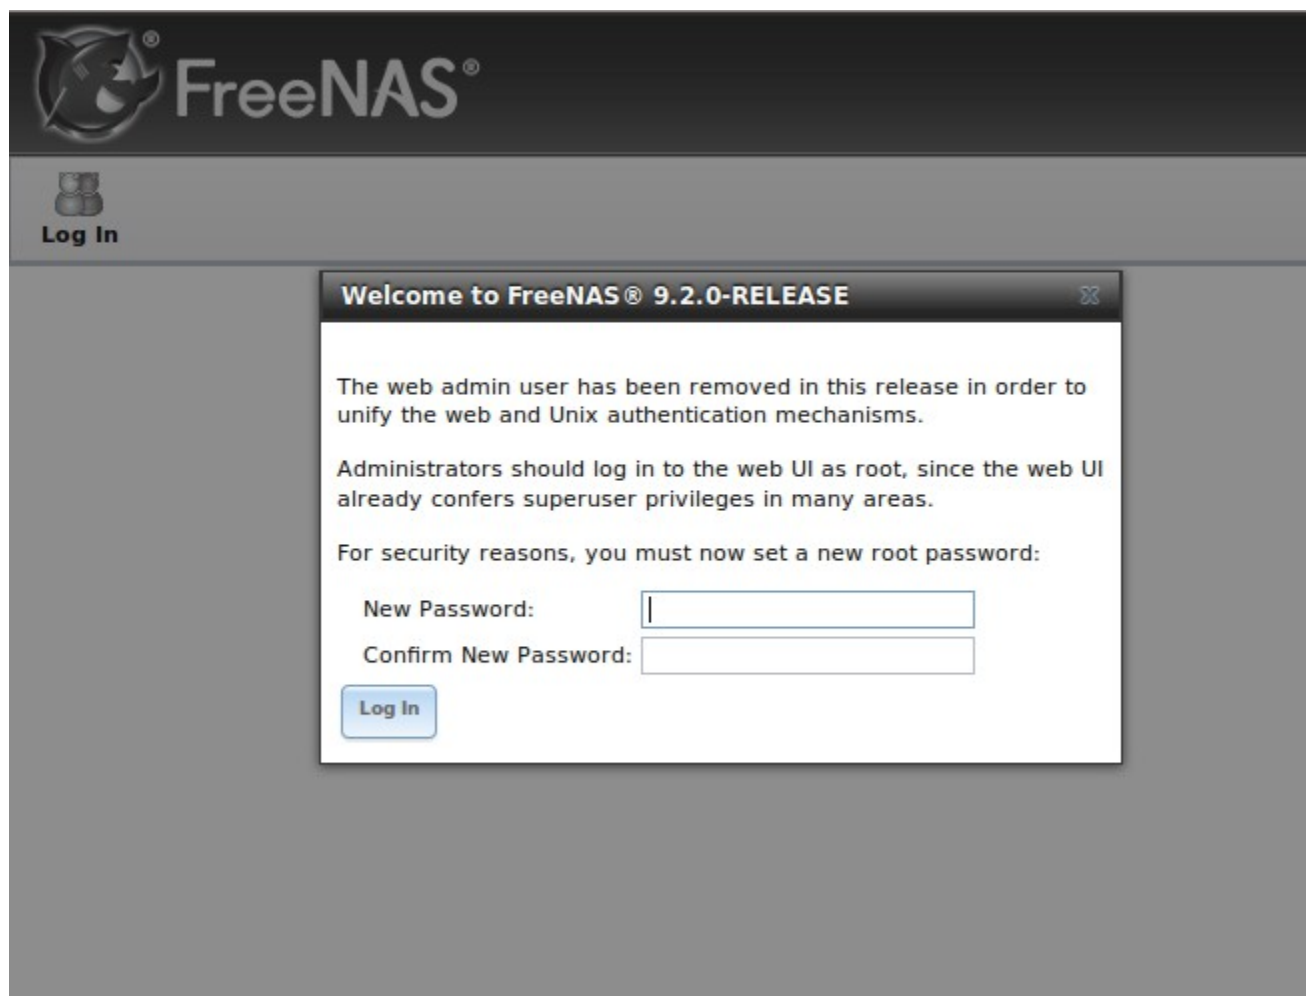 FreeNAS®
Log In
Welcome to FreeNAS® 9.2.0-RELEASE
The web admin user has been removed in this release in order to
unify the web and Unix authentication mechanisms.
Administrators should log in to the web UI as root, since the web UI
already confers superuser privileges in many areas.
For security reasons, you must now set a new root password:
New Password:
Confirm New Password:
Log In